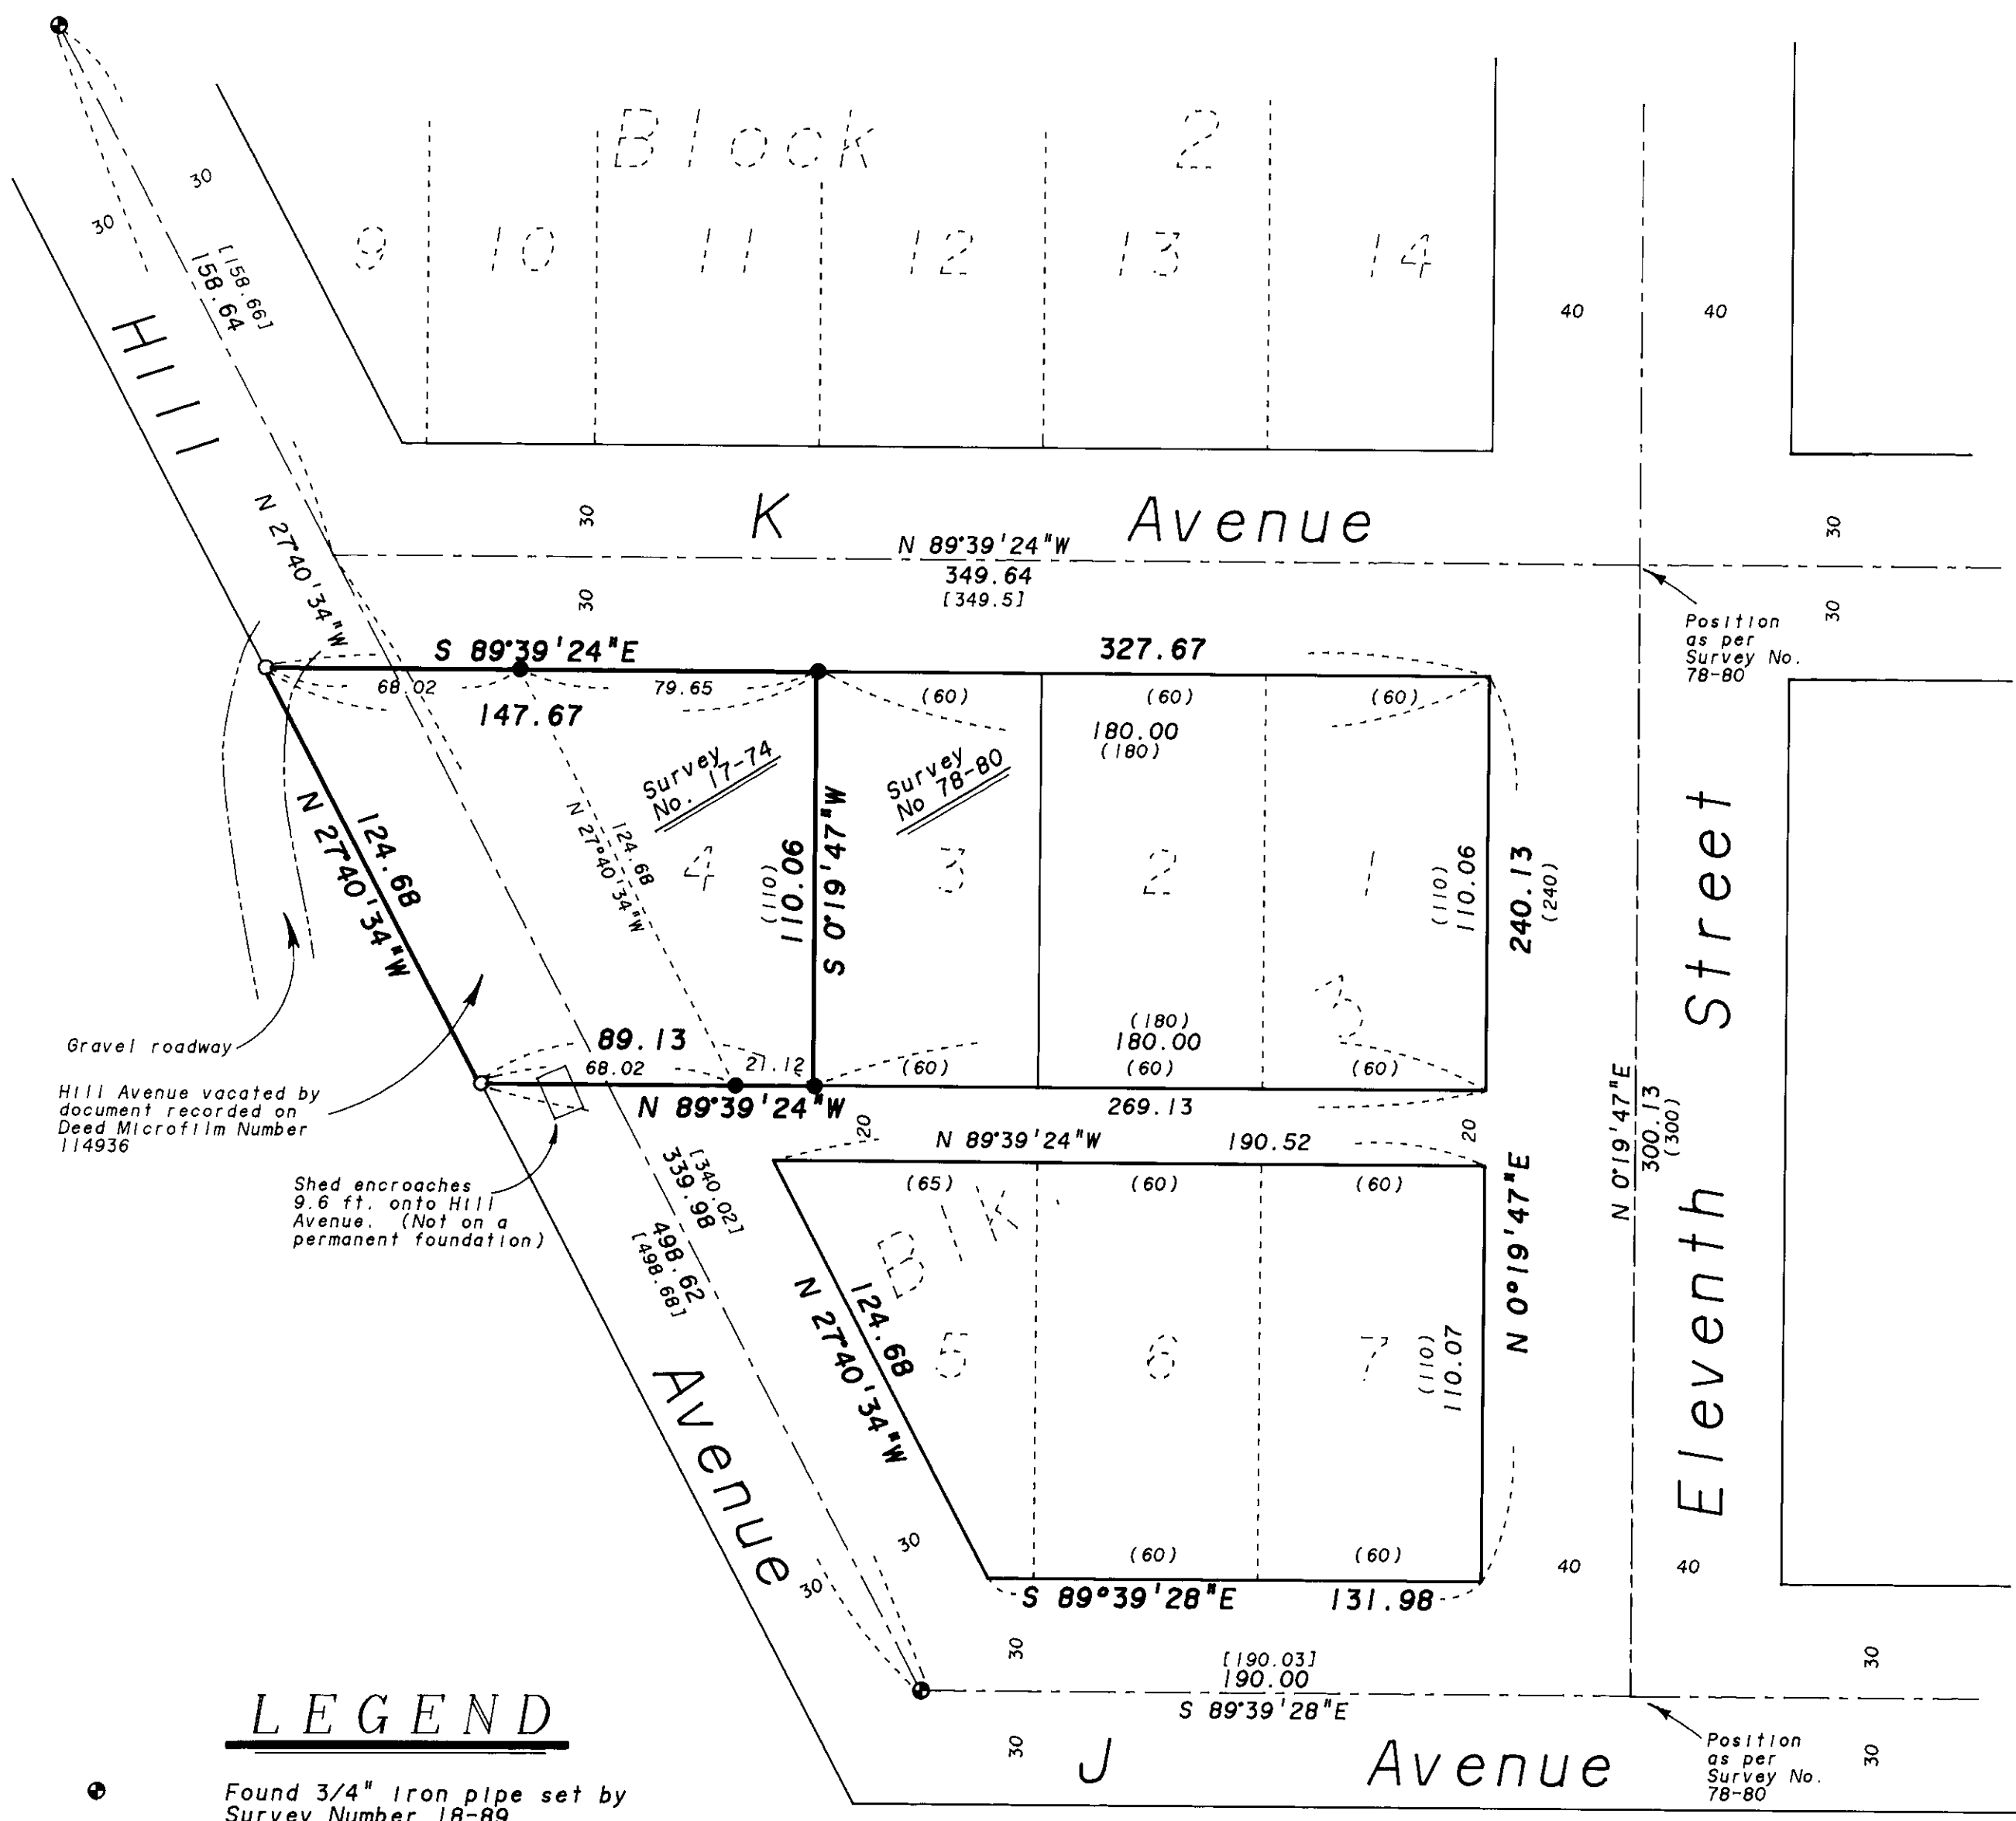 Block 2
9
10
11
12
13
14
30
30
[158.66]
158.64
40
40
Hill
N 27°40'34"W
30
K Avenue
30
N 89°39'24"W
349.64
[349.5]
30
30
Position
as per
Survey No.
78-80
S 89°39'24"E
327.67
68.02
79.65
(60)
(60)
(60)
147.67
180.00
(180)
Survey
No. 17-74
Survey
No 78-80
124.68
N 27°40'34"W
124.68
N 27°40'34"W
4
(110)
110.06
S 0°19'47"W
3
2
1
(110)
110.06
240.13
(240)
3
Eleventh Street
Gravel roadway
Hill Avenue vacated by
document recorded on
Deed Microfilm Number
114936
89.13
68.02
21.12
(60)
(180)
180.00
(60)
(60)
N 89°39'24"W
269.13
20
20
N 89°39'24"W
190.52
N 0°19'47"E
300.13
(300)
Shed encroaches
9.6 ft. onto Hill
Avenue. (Not on a
permanent foundation)
[340.02]
339.98
498.62
[498.68]
(65)
(60)
(60)
Blk.
N 0°19'47"E
124.68
N 27°40'34"W
5
6
7
(110)
110.07
Avenue
30
30
(60)
(60)
40
40
S 89°39'28"E
131.98
30
[190.03]
190.00
S 89°39'28"E
30
30
J Avenue
30
Position
as per
Survey No.
78-80
LEGEND
Found 3/4" iron pipe set by
Survey Number 18-89